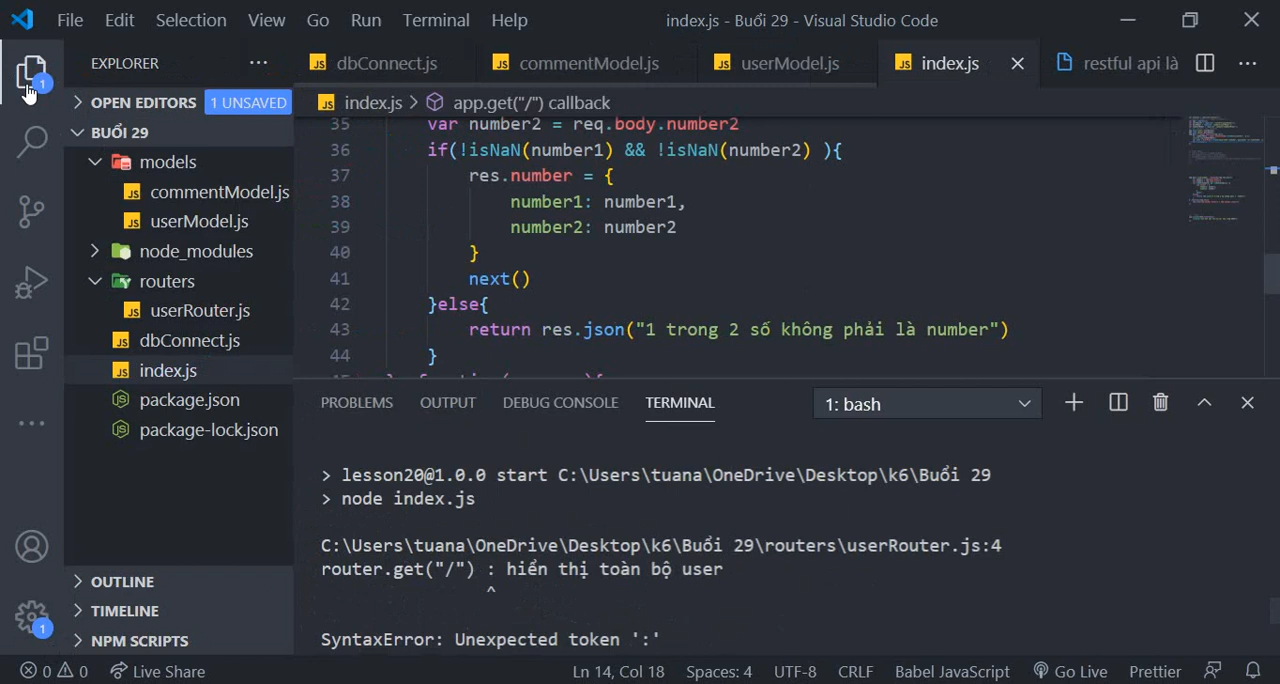 File Edit Selection View Go Run Terminal Help index.js - Buổi 29 - Visual Studio Code
EXPLORER
dbConnect.js commentModel.js userModel.js index.js restful api là
OPEN EDITORS 1 UNSAVED
BUỔI 29
models
commentModel.js
userModel.js
node_modules
routers
userRouter.js
dbConnect.js
index.js
package.json
package-lock.json
OUTLINE
TIMELINE
NPM SCRIPTS
1
1
index.js > app.get("/") callback
35 var number2 = req.body.number2
36 if(!isNaN(number1) && !isNaN(number2) ){
37 res.number = {
38 number1: number1,
39 number2: number2
40 }
41 next()
42 }else{
43 return res.json("1 trong 2 số không phải là number")
44 }
PROBLEMS OUTPUT DEBUG CONSOLE TERMINAL 1: bash
> lesson20@1.0.0 start C:\Users\tuana\OneDrive\Desktop\k6\Buổi 29
> node index.js
C:\Users\tuana\OneDrive\Desktop\k6\Buổi 29\routers\userRouter.js:4
router.get("/") : hiển thị toàn bộ user
^
SyntaxError: Unexpected token ':'
0 0 Live Share Ln 14, Col 18 Spaces: 4 UTF-8 CRLF Babel JavaScript Go Live Prettier